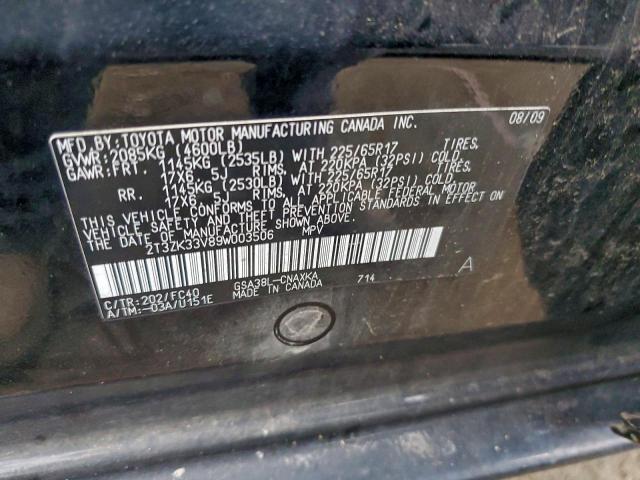 MFD. BY: TOYOTA MOTOR MANUFACTURING CANADA INC. 08/09
GVWR: 2085KG (4600LB)
GAWR: FRT. 1145KG (2535LB) WITH 225/65R17 TIRES,
17X6.5J RIMS, AT 220KPA (32PSI) COLD.
RR. 1145KG (2530LB) WITH 225/65R17 TIRES,
17X6.5J RIMS, AT 220KPA (32PSI) COLD.
THIS VEHICLE CONFORMS TO ALL APPLICABLE FEDERAL MOTOR
VEHICLE SAFETY AND THEFT PREVENTION STANDARDS IN EFFECT ON
THE DATE OF MANUFACTURE SHOWN ABOVE.
2T3ZK33V89W003506 MPV
C/TR: 202/FC40 GSA38L-CNAXKA 714 A
A/TM: -03A/U151E MADE IN CANADA